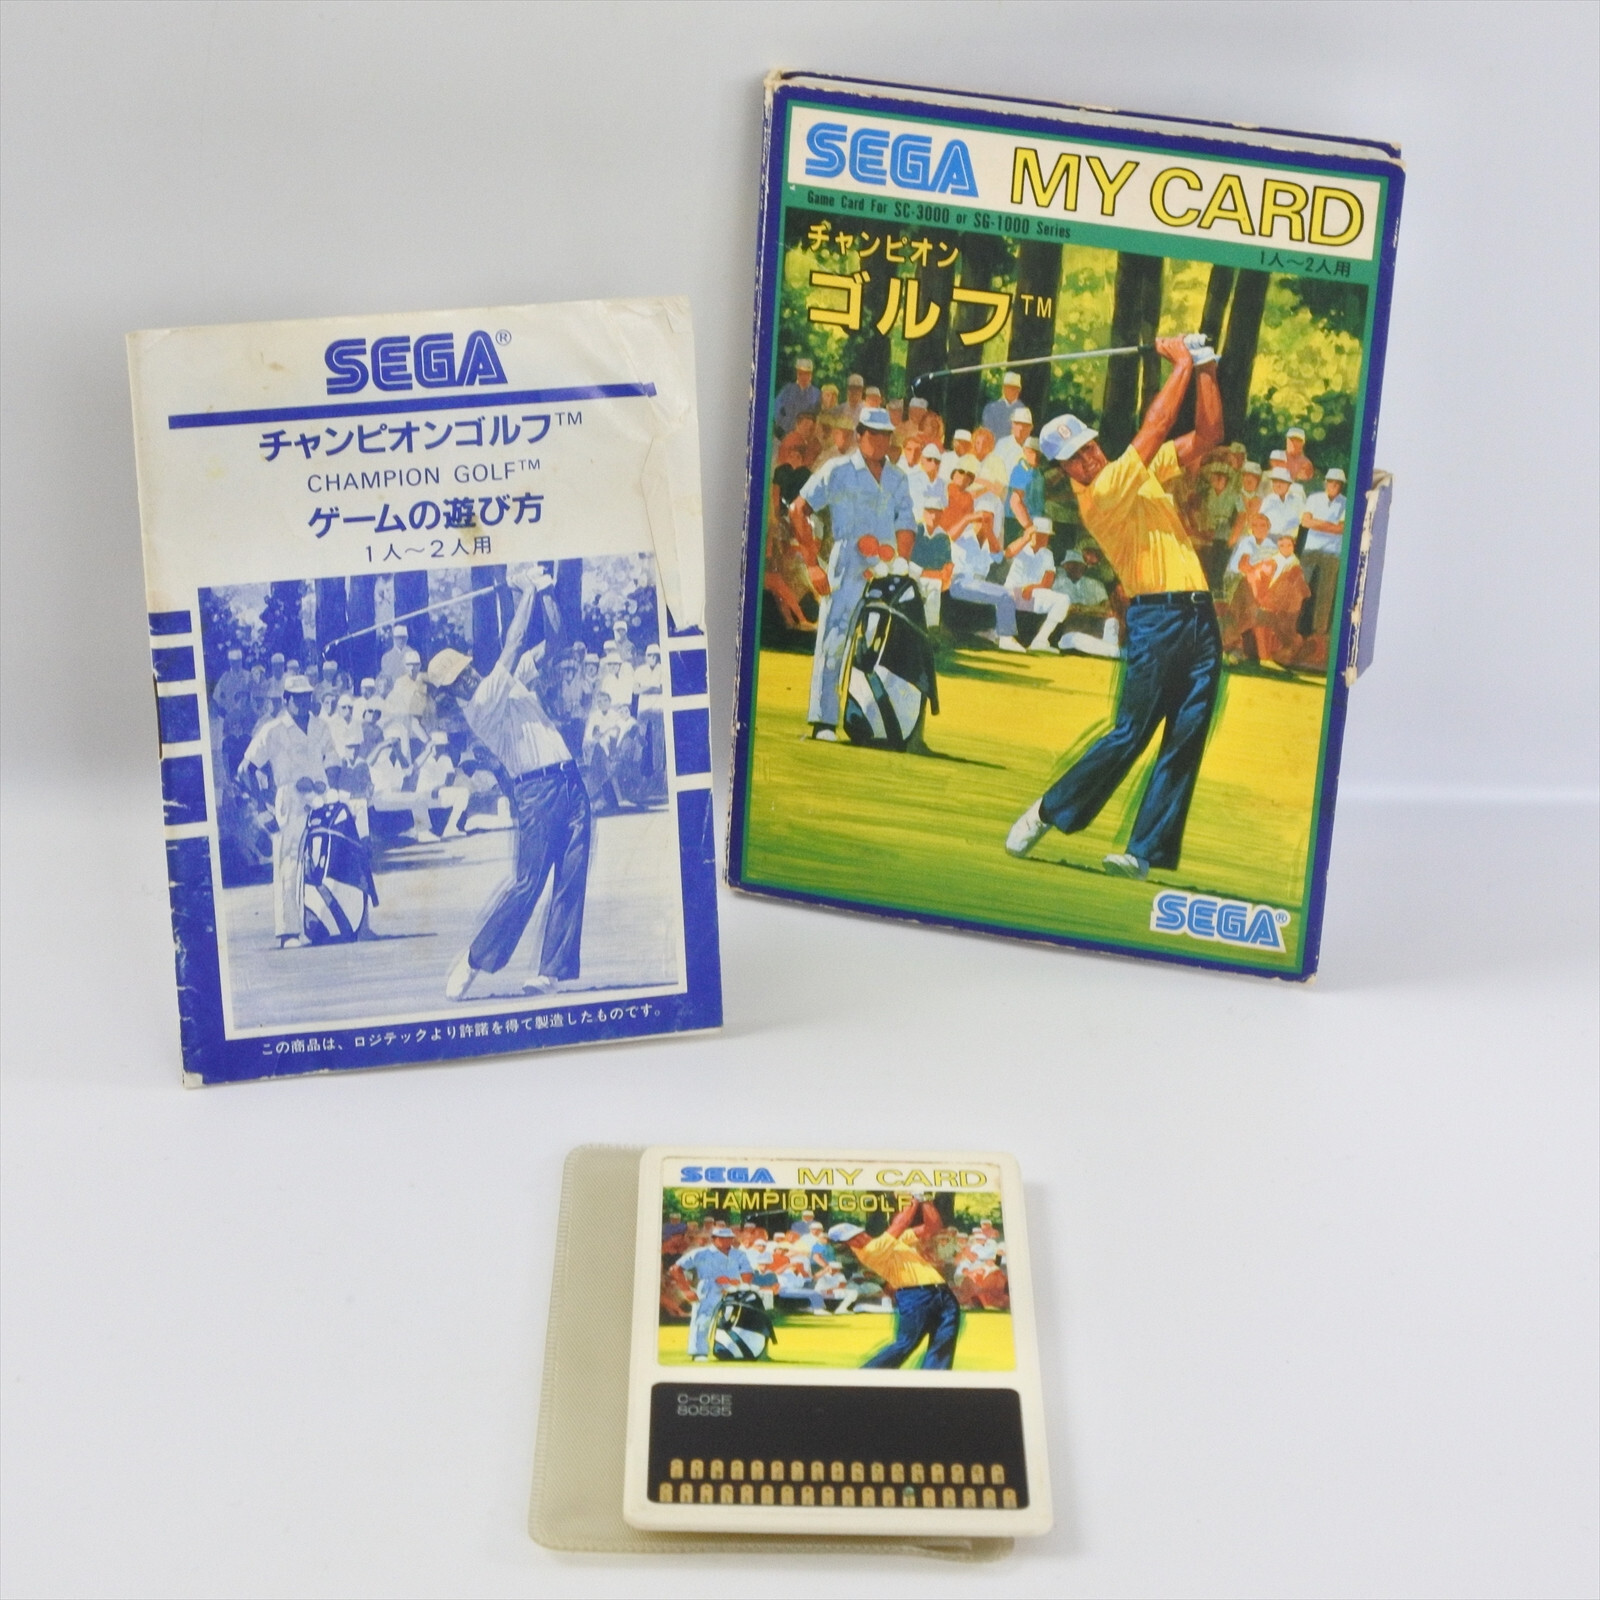 SEGA®
チャンピオンゴルフ™
CHAMPION GOLF™
ゲームの遊び方
1人〜2人用
この商品は、ロジテックより許諾を得て製造したものです。
SEGA MY CARD
Game Card For SC-3000 or SG-1000 Series
1人〜2人用
チャンピオン
ゴルフ™
SEGA®
SEGA MY CARD
CHAMPION GOLF
C-05E
80535